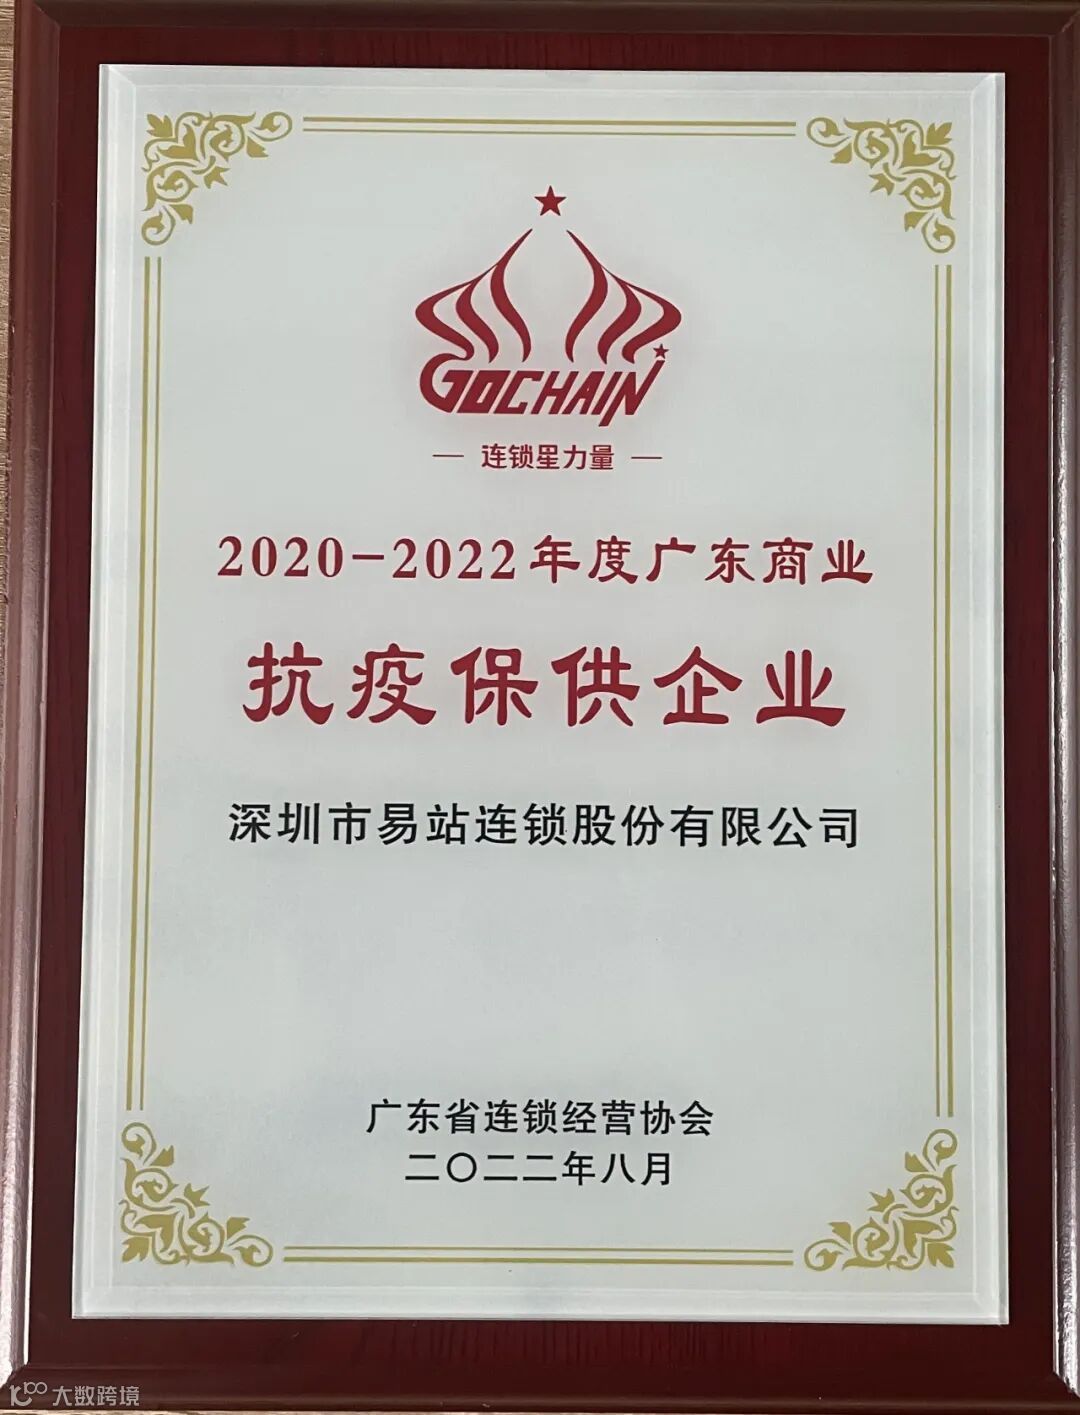 GOCHAIN
— 连锁星力量 —
2020-2022年度广东商业
抗疫保供企业
深圳市易站连锁股份有限公司
广东省连锁经营协会
二〇二二年八月
大数跨境